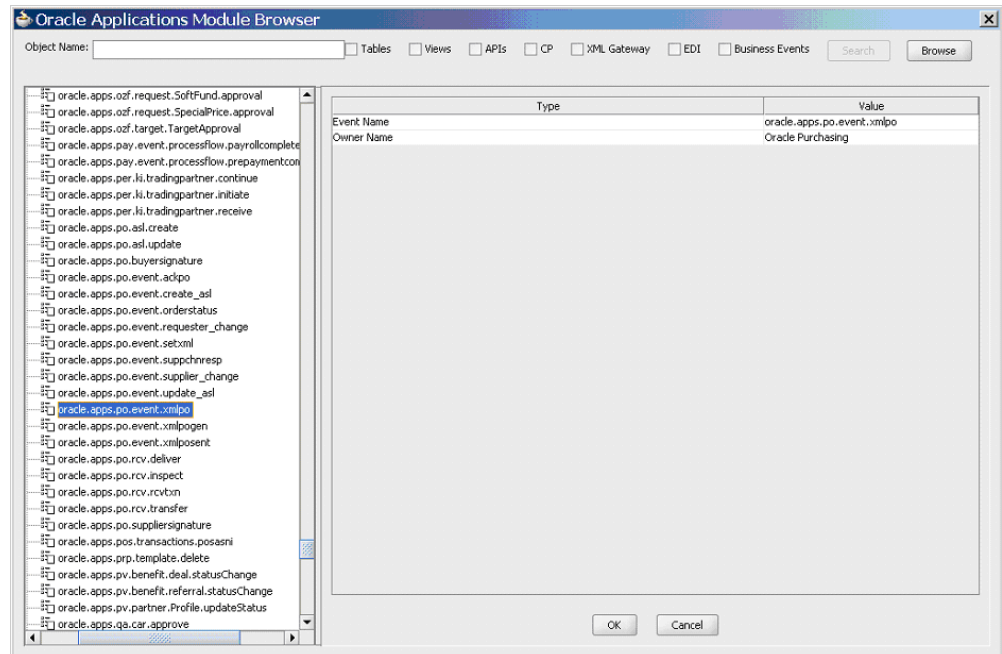 Oracle Applications Module Browser
Object Name: Tables Views APIs CP XML Gateway EDI Business Events Search Browse
oracle.apps.ozf.request.SoftFund.approval
oracle.apps.ozf.request.SpecialPrice.approval
oracle.apps.ozf.target.TargetApproval
oracle.apps.pay.event.processflow.payrollcomplete
oracle.apps.pay.event.processflow.prepaymentcon
oracle.apps.per.ki.tradingpartner.continue
oracle.apps.per.ki.tradingpartner.initiate
oracle.apps.per.ki.tradingpartner.receive
oracle.apps.po.asl.create
oracle.apps.po.asl.update
oracle.apps.po.buyersignature
oracle.apps.po.event.ackpo
oracle.apps.po.event.create_asl
oracle.apps.po.event.orderstatus
oracle.apps.po.event.requester_change
oracle.apps.po.event.setxml
oracle.apps.po.event.suppchnresp
oracle.apps.po.event.supplier_change
oracle.apps.po.event.update_asl
oracle.apps.po.event.xmlpo
oracle.apps.po.event.xmlpogen
oracle.apps.po.event.xmlposent
oracle.apps.po.rcv.deliver
oracle.apps.po.rcv.inspect
oracle.apps.po.rcv.rcvtxn
oracle.apps.po.rcv.transfer
oracle.apps.po.suppliersignature
oracle.apps.pos.transactions.posasni
oracle.apps.prp.template.delete
oracle.apps.pv.benefit.deal.statusChange
oracle.apps.pv.benefit.referral.statusChange
oracle.apps.pv.partner.Profile.updateStatus
oracle.apps.qa.car.approve
Type Value
Event Name oracle.apps.po.event.xmlpo
Owner Name Oracle Purchasing
OK Cancel